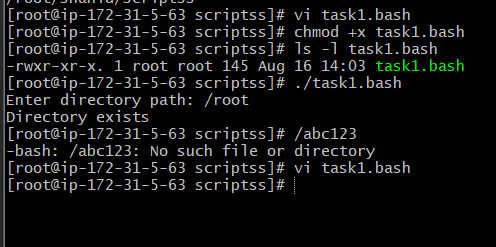 [root@ip-172-31-5-63 scriptss]# vi task1.bash
[root@ip-172-31-5-63 scriptss]# chmod +x task1.bash
[root@ip-172-31-5-63 scriptss]# ls -l task1.bash
-rwxr-xr-x. 1 root root 145 Aug 16 14:03 task1.bash
[root@ip-172-31-5-63 scriptss]# ./task1.bash
Enter directory path: /root
Directory exists
[root@ip-172-31-5-63 scriptss]# /abc123
-bash: /abc123: No such file or directory
[root@ip-172-31-5-63 scriptss]# vi task1.bash
[root@ip-172-31-5-63 scriptss]#